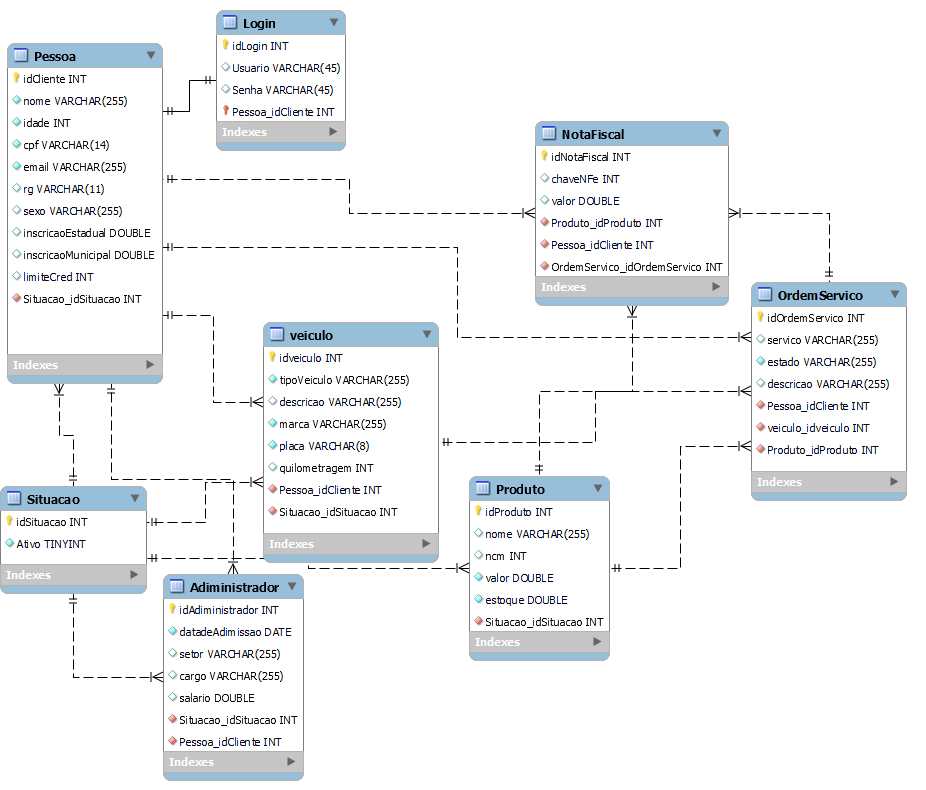 Login
idLogin INT
Usuario VARCHAR(45)
Senha VARCHAR(45)
Pessoa_idCliente INT
Indexes
Pessoa
idCliente INT
nome VARCHAR(255)
idade INT
cpf VARCHAR(14)
email VARCHAR(255)
rg VARCHAR(11)
sexo VARCHAR(255)
inscricaoEstadual DOUBLE
inscricaoMunicipal DOUBLE
limiteCred INT
Situacao_idSituacao INT
Indexes
NotaFiscal
idNotaFiscal INT
chaveNFe INT
valor DOUBLE
Produto_idProduto INT
Pessoa_idCliente INT
OrdemServico_idOrdemServico INT
Indexes
OrdemServico
idOrdemServico INT
servico VARCHAR(255)
estado VARCHAR(255)
descricao VARCHAR(255)
Pessoa_idCliente INT
veiculo_idveiculo INT
Produto_idProduto INT
Indexes
veiculo
idveiculo INT
tipoVeiculo VARCHAR(255)
descricao VARCHAR(255)
marca VARCHAR(255)
placa VARCHAR(8)
quilometragem INT
Pessoa_idCliente INT
Situacao_idSituacao INT
Indexes
Situacao
idSituacao INT
Ativo TINYINT
Indexes
Produto
idProduto INT
nome VARCHAR(255)
ncm INT
valor DOUBLE
estoque DOUBLE
Situacao_idSituacao INT
Indexes
Adiministrador
idAdiministrador INT
datadeAdimissao DATE
setor VARCHAR(255)
cargo VARCHAR(255)
salario DOUBLE
Situacao_idSituacao INT
Pessoa_idCliente INT
Indexes